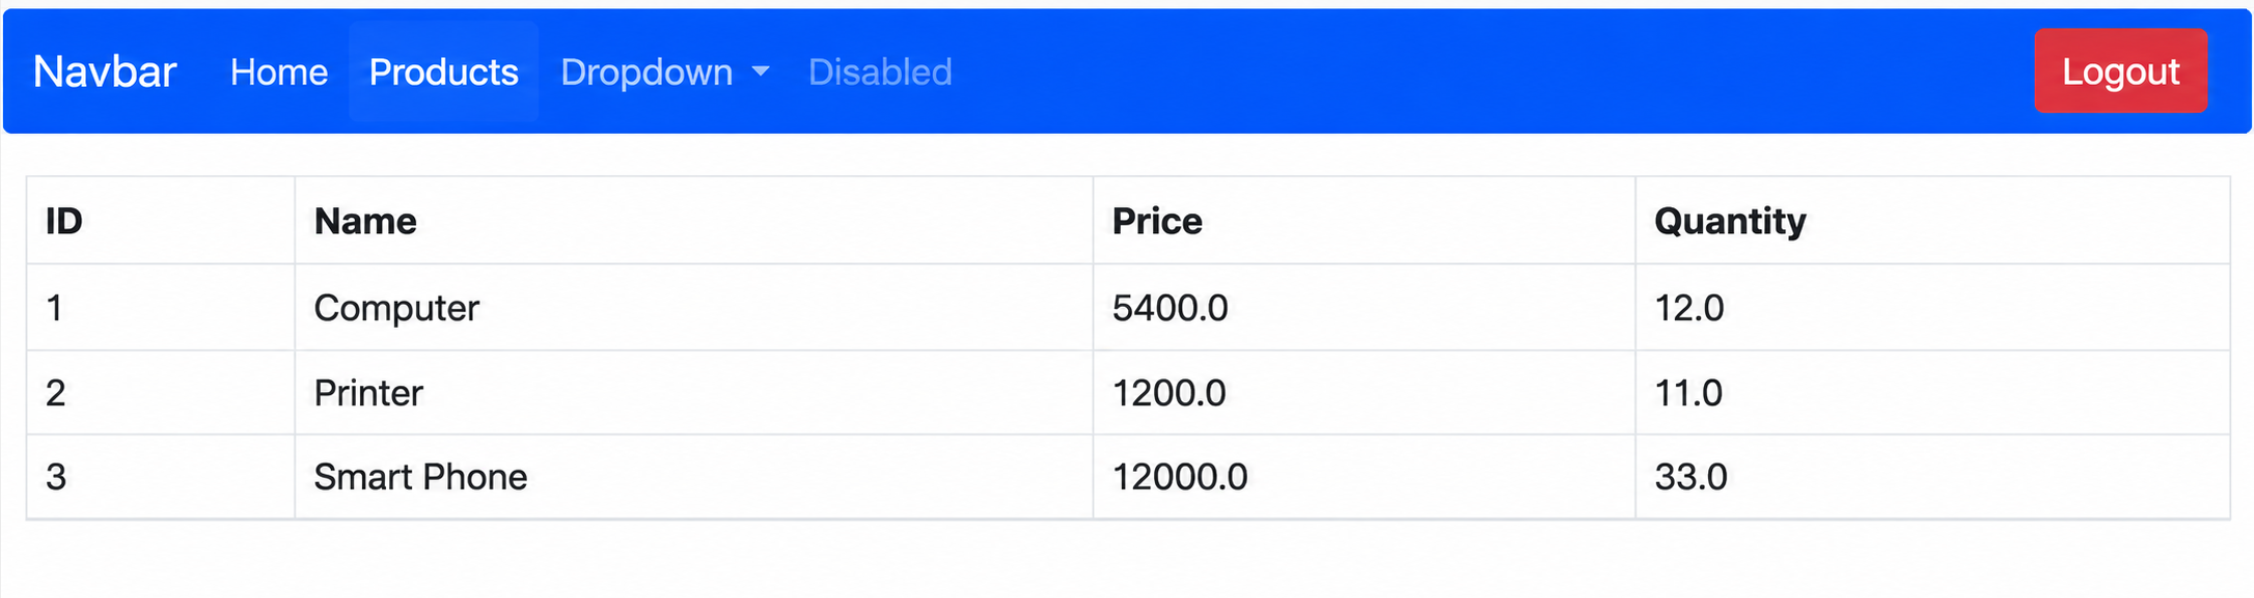 Navbar Home Products Dropdown Disabled Logout
ID Name Price Quantity
1 Computer 5400.0 12.0
2 Printer 1200.0 11.0
3 Smart Phone 12000.0 33.0